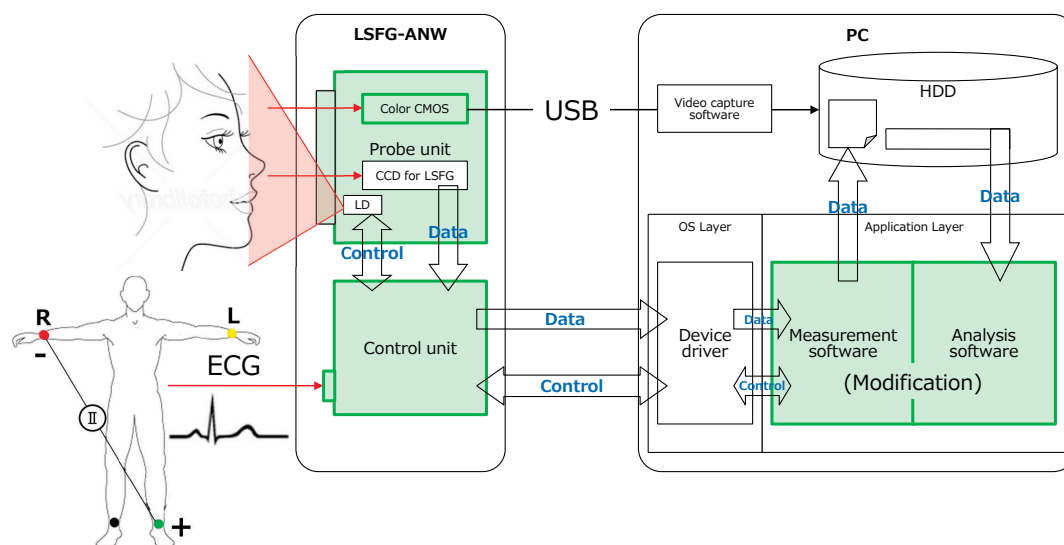 LSFG-ANW
PC
Color CMOS
USB
Video capture
software
HDD
Probe unit
CCD for LSFG
LD
Data
Control
Data
Data
OS Layer
Application Layer
R
-
L
ECG
II
+
Control unit
Data
Control
Device
driver
Data
Control
Measurement
software
Analysis
software
(Modification)